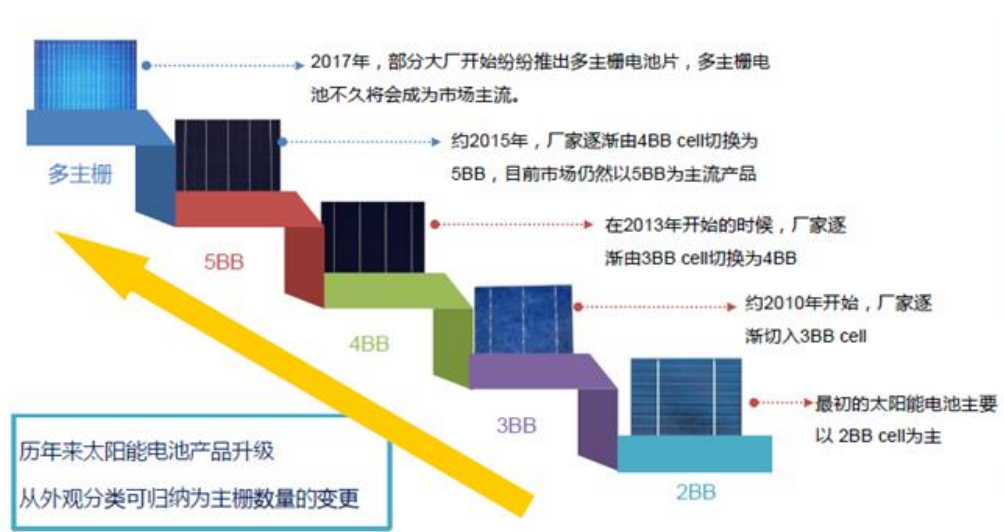 2017年，部分大厂开始纷纷推出多主栅电池片，多主栅电
池不久将会成为市场主流。
多主栅
约2015年，厂家逐渐由4BB cell切换为
5BB，目前市场仍然以5BB为主流产品
5BB
在2013年开始的时候，厂家逐
渐由3BB cell切换为4BB
4BB
约2010年开始，厂家逐
渐切入3BB cell
3BB
最初的太阳能电池主要
以 2BB cell为主
2BB
历年来太阳能电池产品升级
从外观分类可归纳为主栅数量的变更